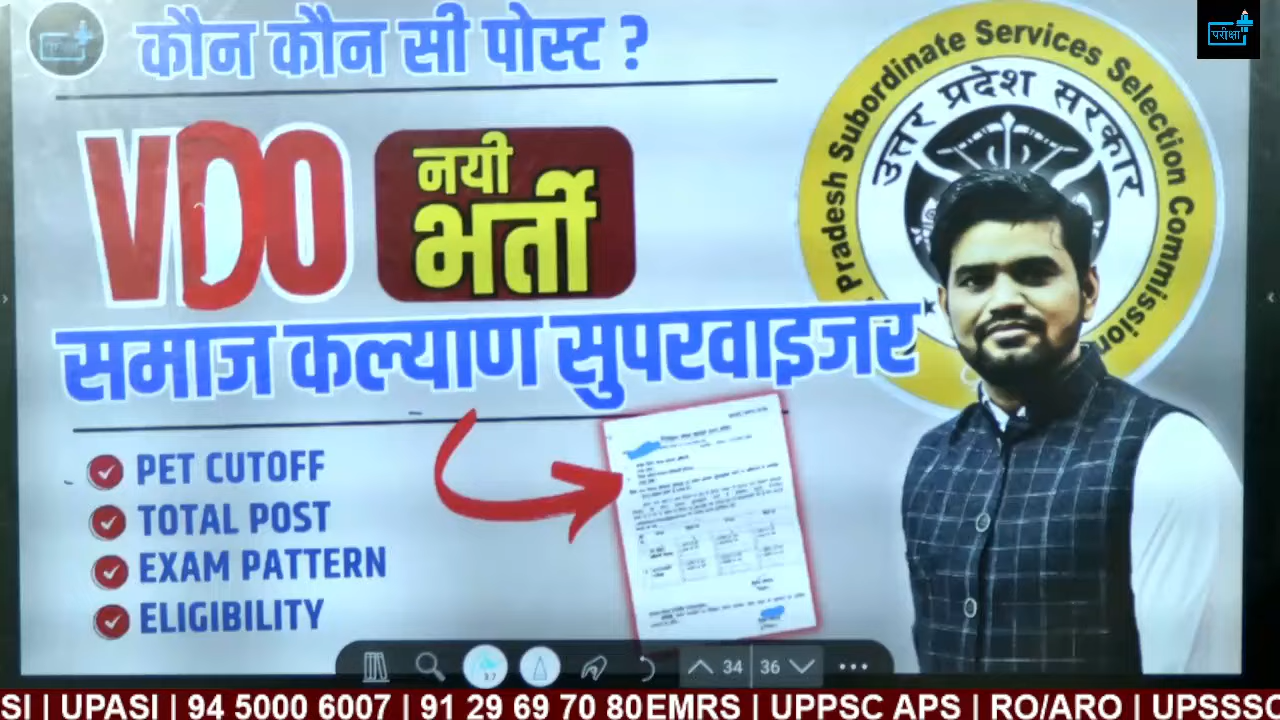 कौन कौन सी पोस्ट ?
परीक्षा
VDO
नयी
भर्ती
समाज कल्याण सुपरवाइजर
Pradesh Subordinate Services Selection Commission
उत्तर प्रदेश सरकार
PET CUTOFF
TOTAL POST
EXAM PATTERN
ELIGIBILITY
34
36
SI | UPASI | 94 5000 6007 | 91 29 69 70 80EMRS | UPPSC APS | RO/ARO | UPSSSC